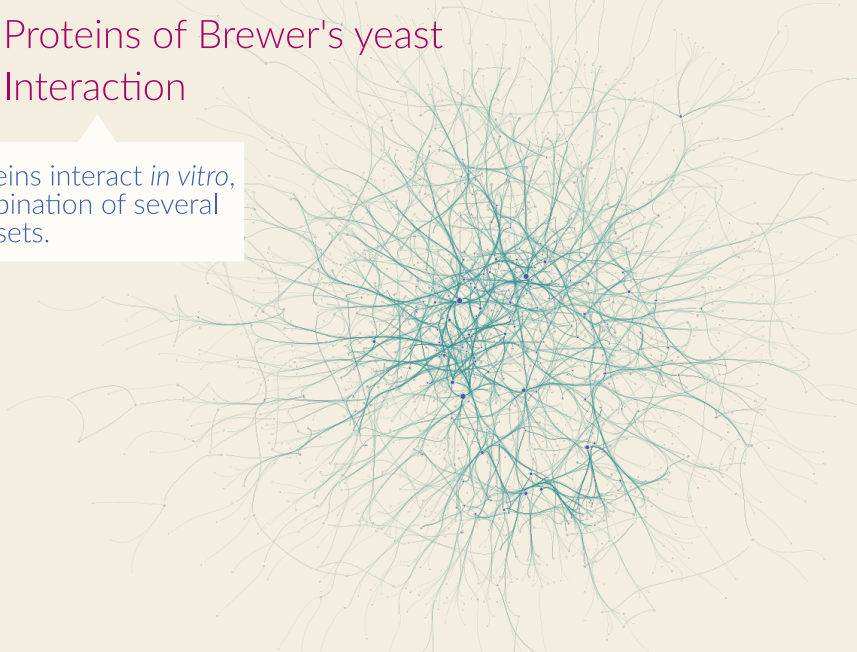 Proteins of Brewer's yeast
Interaction
eins interact in vitro,
bination of several
sets.